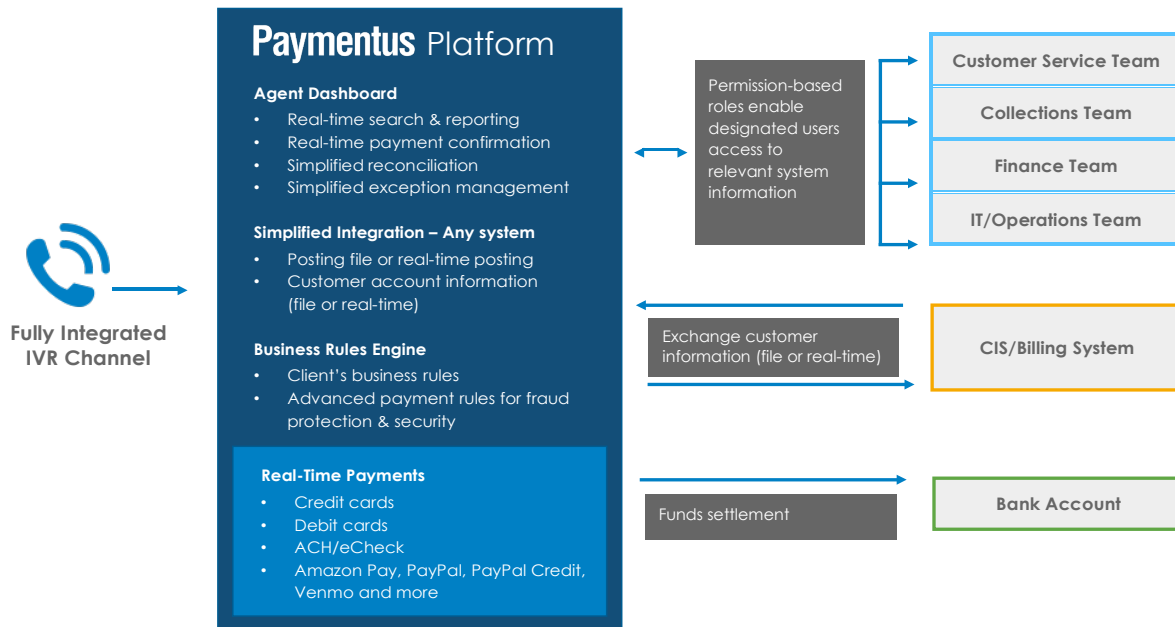 Fully Integrated
IVR Channel
Paymentus Platform
Agent Dashboard
• Real-time search & reporting
• Real-time payment confirmation
• Simplified reconciliation
• Simplified exception management
Simplified Integration – Any system
• Posting file or real-time posting
• Customer account information
(file or real-time)
Business Rules Engine
• Client’s business rules
• Advanced payment rules for fraud
protection & security
Real-Time Payments
• Credit cards
• Debit cards
• ACH/eCheck
• Amazon Pay, PayPal, PayPal Credit,
Venmo and more
Permission-based
roles enable
designated users
access to
relevant system
information
Customer Service Team
Collections Team
Finance Team
IT/Operations Team
Exchange customer
information (file or real-time)
CIS/Billing System
Funds settlement
Bank Account